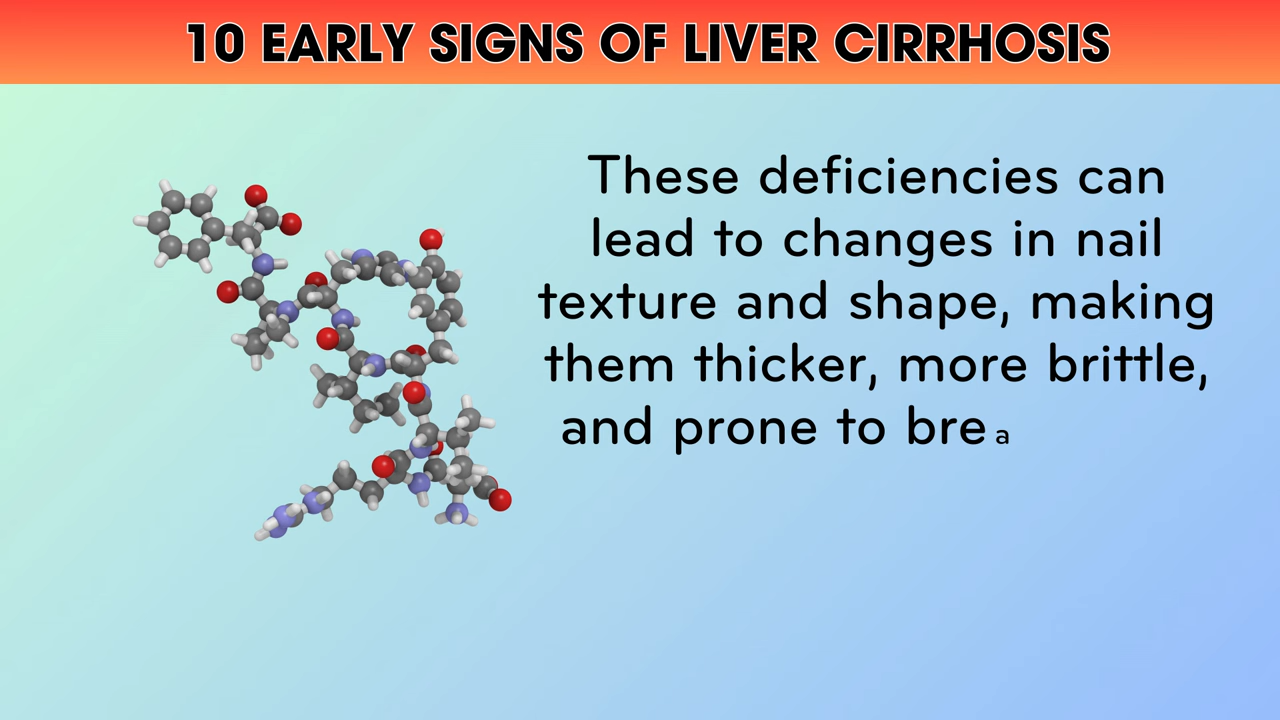 10 EARLY SIGNS OF LIVER CIRRHOSIS
These deficiencies can
lead to changes in nail
texture and shape, making
them thicker, more brittle,
and prone to brea